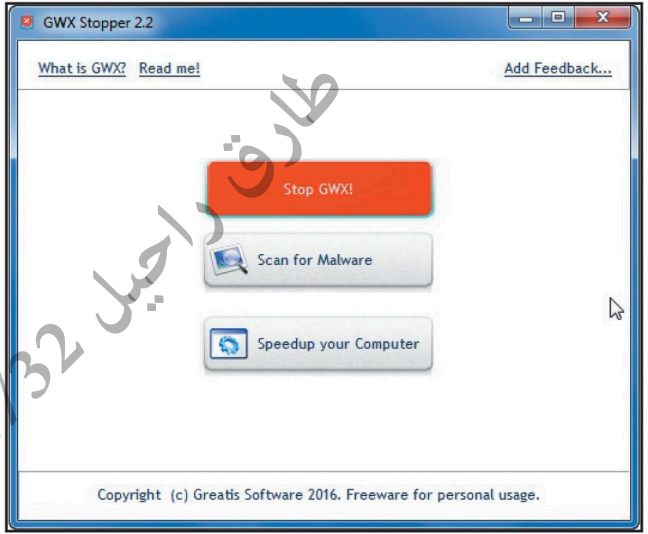 GWX Stopper 2.2
What is GWX? Read me! Add Feedback...
Stop GWX!
Scan for Malware
Speedup your Computer
Copyright (c) Greatis Software 2016. Freeware for personal usage.
طارق راحيل
/32